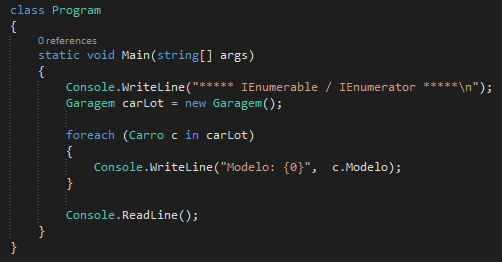 class Program
{
0 references
static void Main(string[] args)
{
Console.WriteLine("***** IEnumerable / IEnumerator *****\n");
Garagem carLot = new Garagem();
foreach (Carro c in carLot)
{
Console.WriteLine("Modelo: {0}",  c.Modelo);
}
Console.ReadLine();
}
}